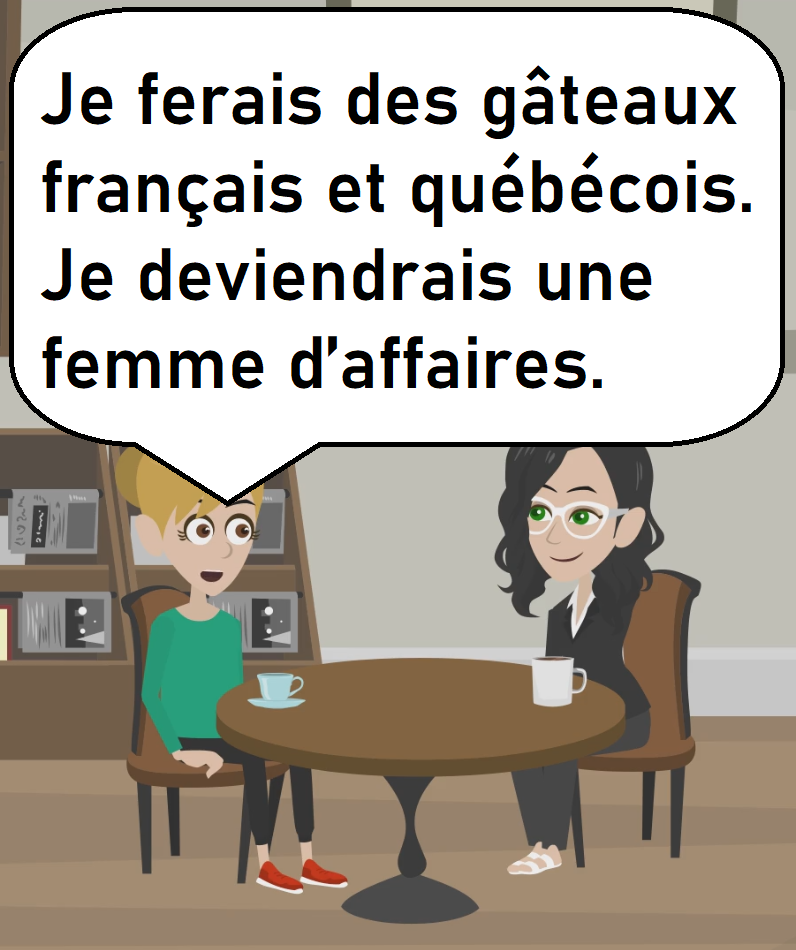 Je ferais des gâteaux
français et québécois.
Je deviendrais une
femme d’affaires.